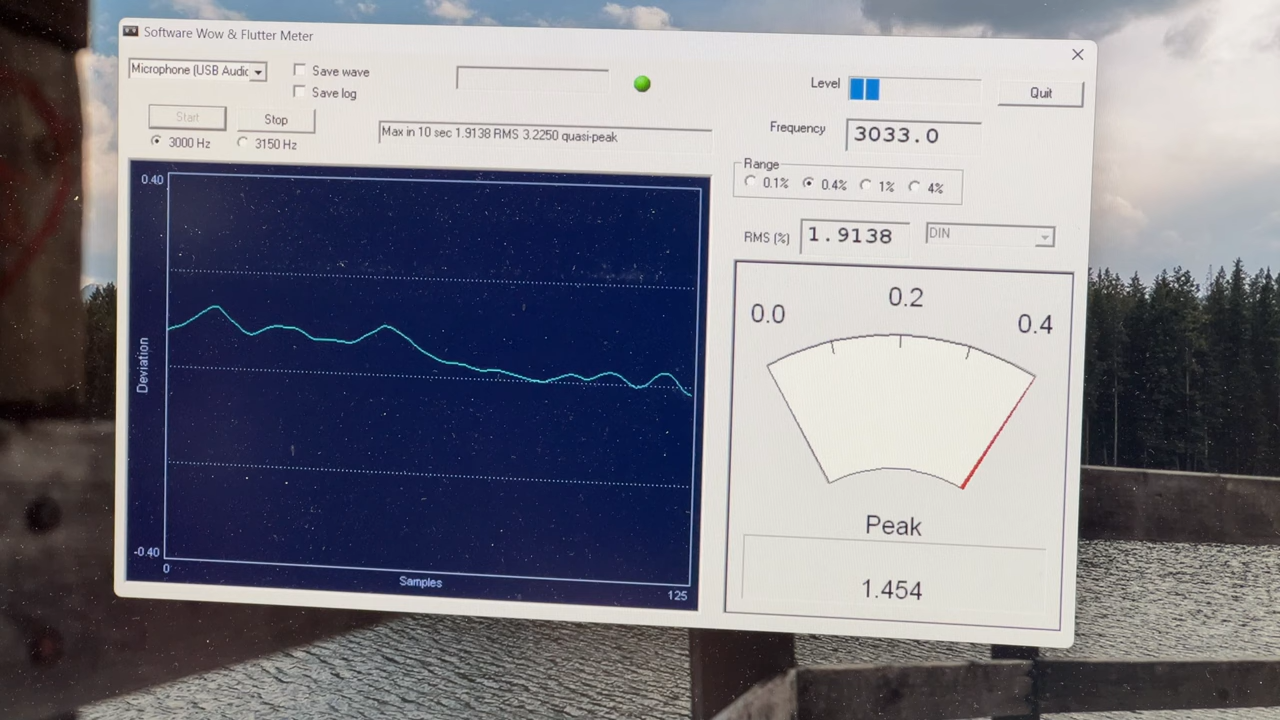 Software Wow & Flutter Meter
Microphone (USB Audic
Save wave
Save log
Level
Quit
Start
Stop
Frequency
3033.0
3000 Hz
3150 Hz
Max in 10 sec 1.9138 RMS 3.2250 quasi-peak
Range
0.1%
0.4%
1%
4%
RMS (%)
1.9138
DIN
0.40
Deviation
-0.40
0
Samples
125
0.0
0.2
0.4
Peak
1.454